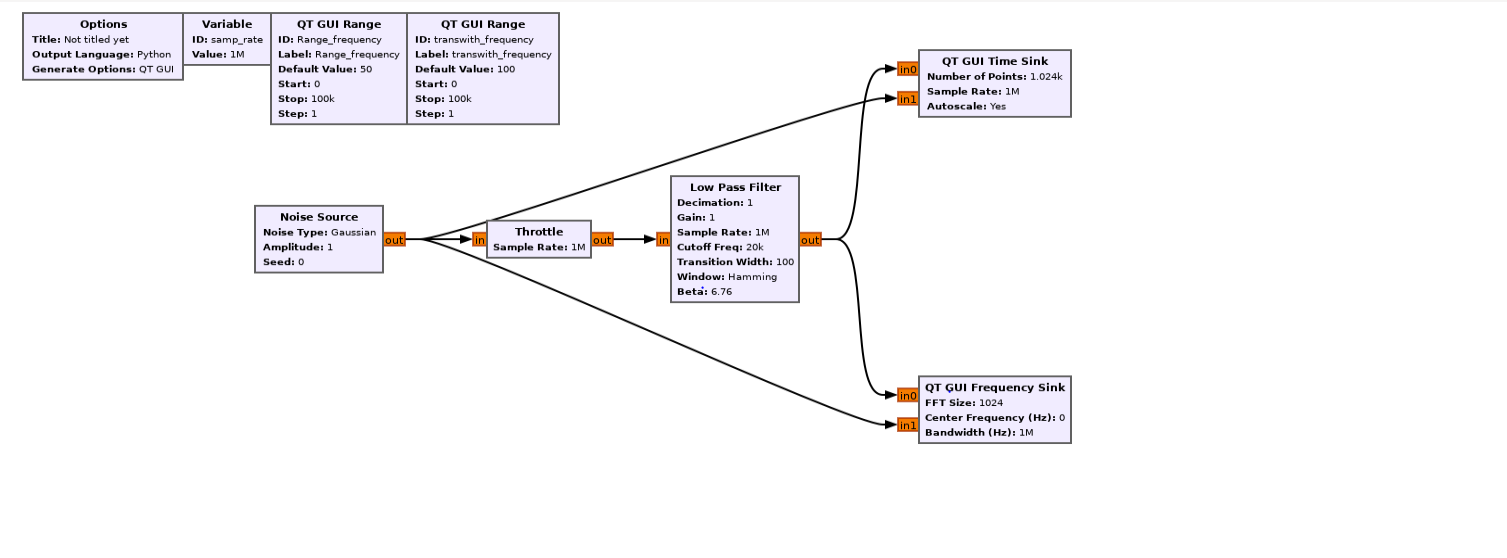 Options
Title: Not titled yet
Output Language: Python
Generate Options: QT GUI
Variable
ID: samp_rate
Value: 1M
QT GUI Range
ID: Range_frequency
Label: Range_frequency
Default Value: 50
Start: 0
Stop: 100k
Step: 1
QT GUI Range
ID: transwith_frequency
Label: transwith_frequency
Default Value: 100
Start: 0
Stop: 100k
Step: 1
QT GUI Time Sink
Number of Points: 1.024k
Sample Rate: 1M
Autoscale: Yes
in0
in1
Noise Source
Noise Type: Gaussian
Amplitude: 1
Seed: 0
out
in
Throttle
Sample Rate: 1M
out
in
Low Pass Filter
Decimation: 1
Gain: 1
Sample Rate: 1M
Cutoff Freq: 20k
Transition Width: 100
Window: Hamming
Beta: 6.76
out
in0
in1
QT GUI Frequency Sink
FFT Size: 1024
Center Frequency (Hz): 0
Bandwidth (Hz): 1M